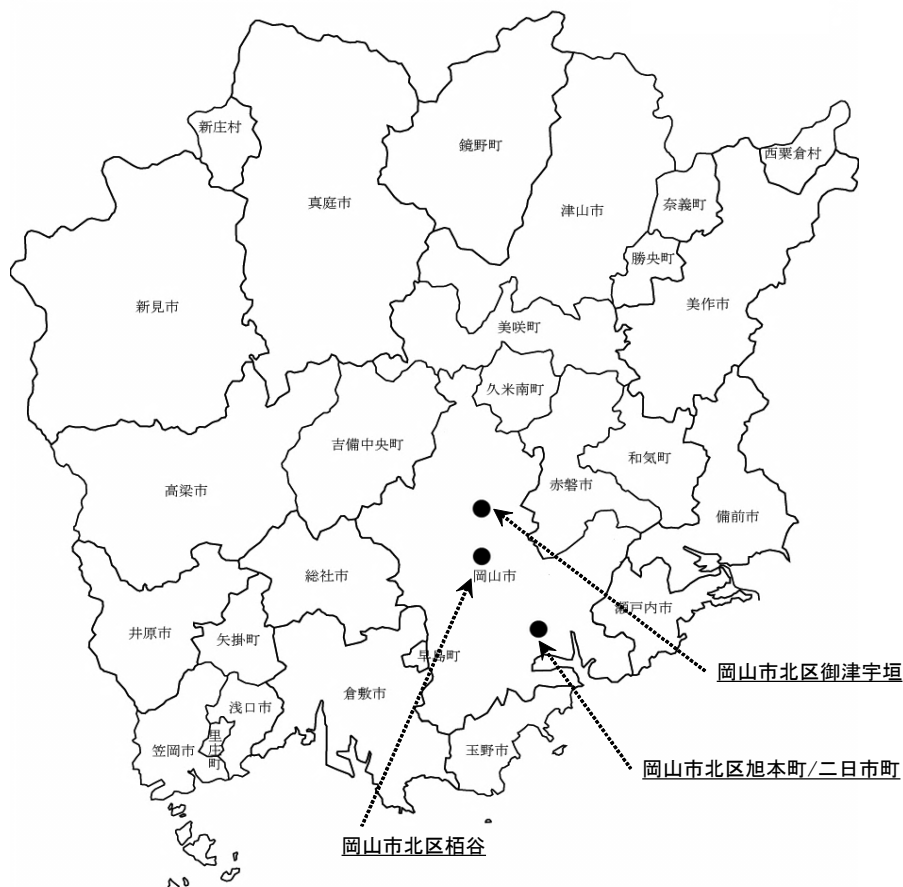 新庄村
鏡野町
西粟倉村
真庭市
津山市
奈義町
勝央町
新見市
美咲町
美作市
久米南町
吉備中央町
和気町
高梁市
赤磐市
備前市
総社市
岡山市
瀬戸内市
井原市
矢掛町
早島町
岡山市北区御津宇垣
倉敷市
浅口市
里庄町
笠岡市
玉野市
岡山市北区旭本町/二日市町
岡山市北区栢谷